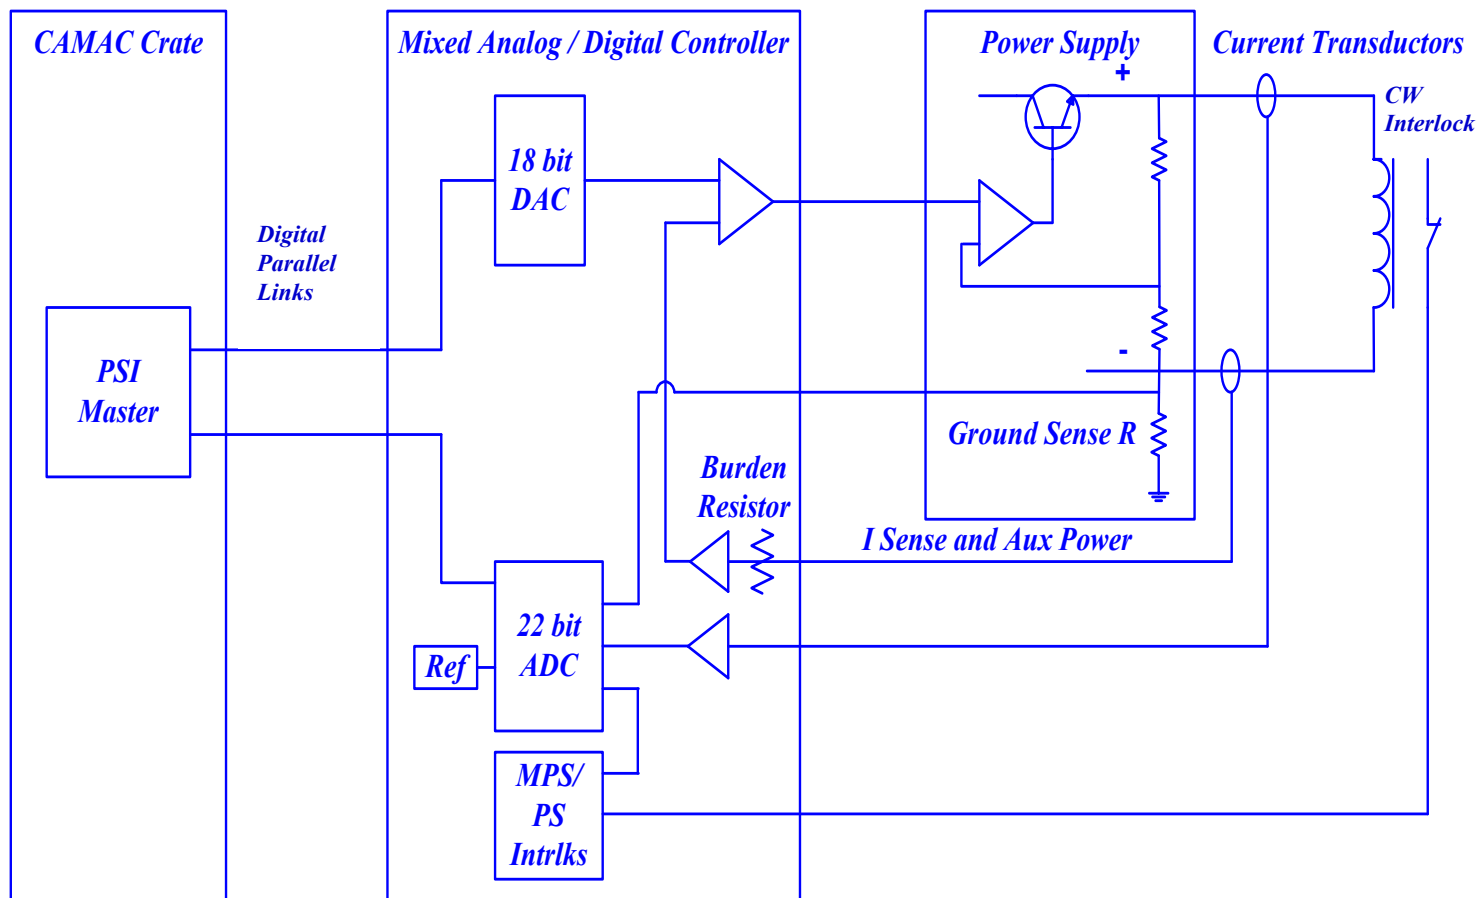 CAMAC Crate
Mixed Analog / Digital Controller
Power Supply
Current Transductors
+
CW
Interlock
18 bit
DAC
Digital
Parallel
Links
PSI
Master
-
Ground Sense R
Burden
Resistor
I Sense and Aux Power
22 bit
ADC
Ref
MPS/
PS
Intrlks